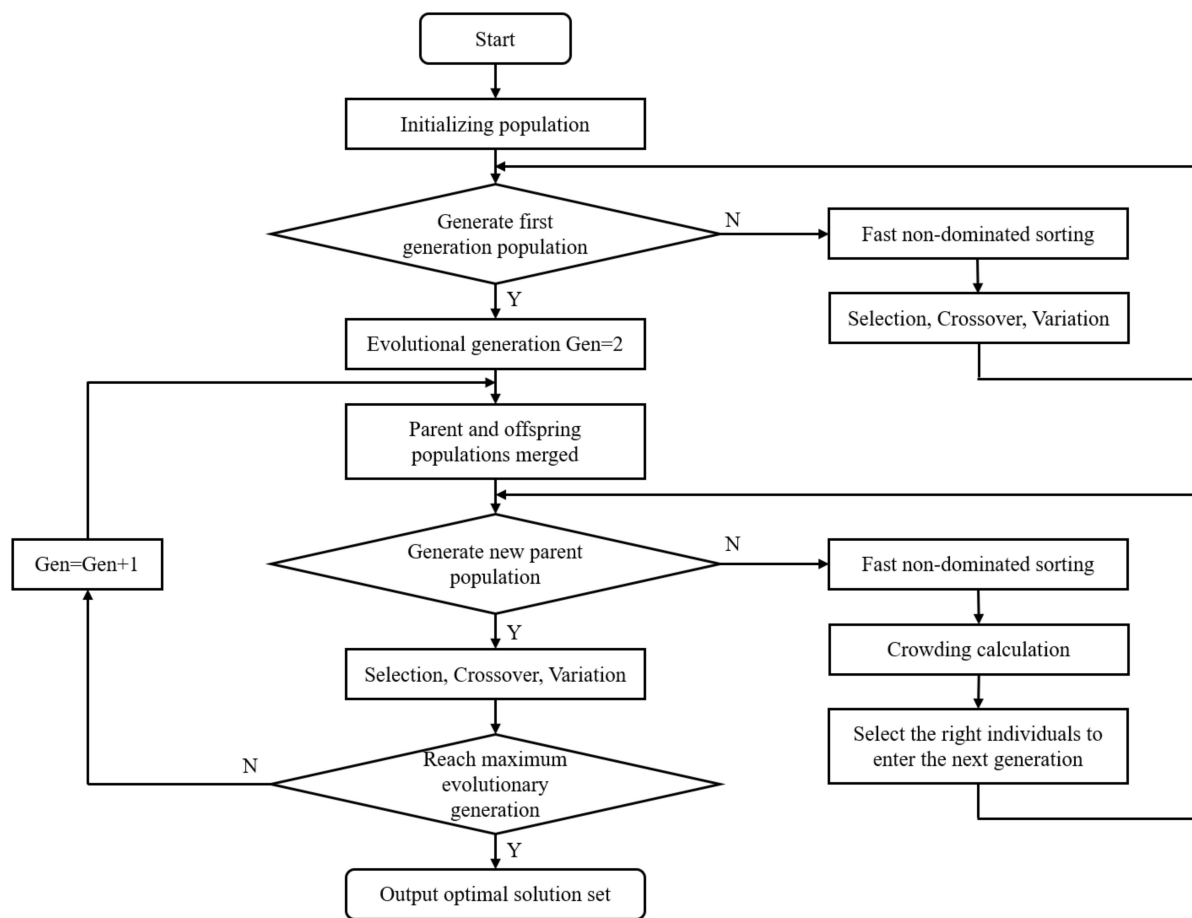 Start
Initializing population
Generate first
generation population
N
Fast non-dominated sorting
Y
Selection, Crossover, Variation
Evolutional generation Gen=2
Parent and offspring
populations merged
Generate new parent
population
N
Fast non-dominated sorting
Gen=Gen+1
Y
Crowding calculation
Selection, Crossover, Variation
Select the right individuals to
enter the next generation
N
Reach maximum
evolutionary
generation
Y
Output optimal solution set